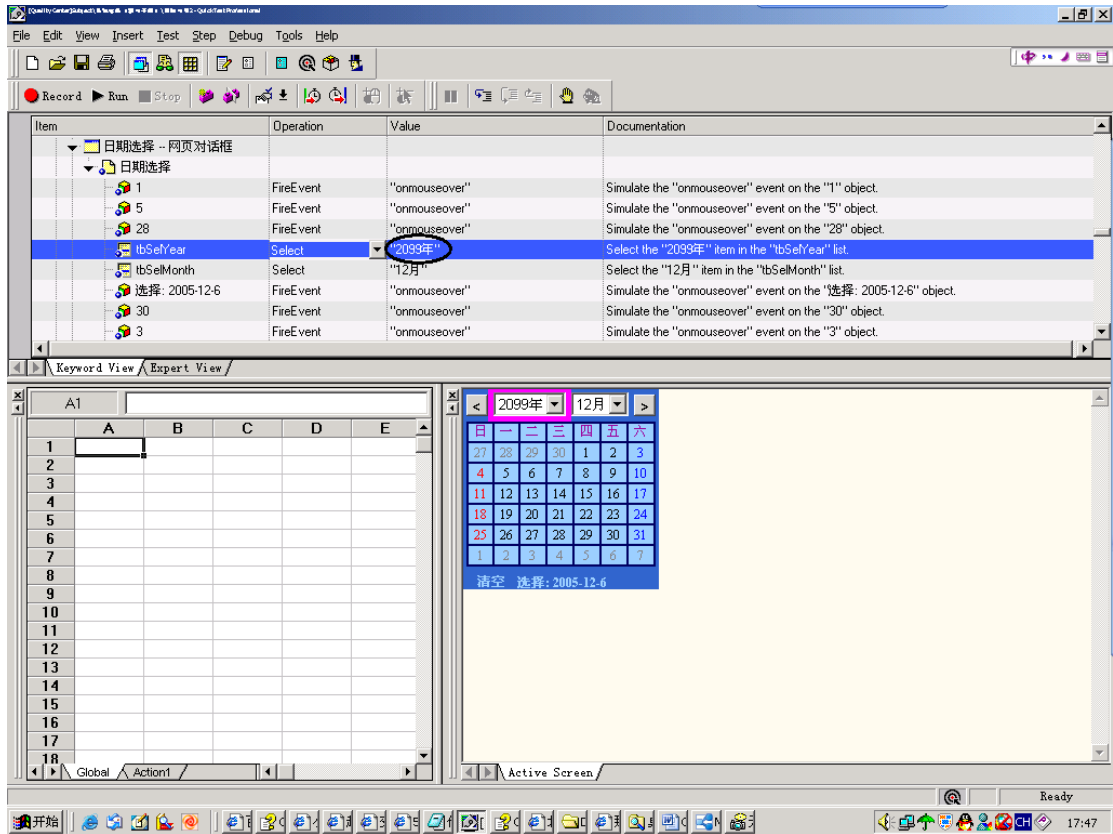 File Edit View Insert Test Step Debug Tools Help
中
Record Run Stop
Item Operation Value Documentation
日期选择 -- 网页对话框
日期选择
1 FireEvent "onmouseover" Simulate the "onmouseover" event on the "1" object.
5 FireEvent "onmouseover" Simulate the "onmouseover" event on the "5" object.
28 FireEvent "onmouseover" Simulate the "onmouseover" event on the "28" object.
tbSelYear Select "2099年" Select the "2099年" item in the "tbSelYear" list.
tbSelMonth Select "12月" Select the "12月" item in the "tbSelMonth" list.
选择: 2005-12-6 FireEvent "onmouseover" Simulate the "onmouseover" event on the "选择: 2005-12-6" object.
30 FireEvent "onmouseover" Simulate the "onmouseover" event on the "30" object.
3 FireEvent "onmouseover" Simulate the "onmouseover" event on the "3" object.
Keyword View Expert View
A1
A B C D E
1
2
3
4
5
6
7
8
9
10
11
12
13
14
15
16
17
18
Global Action1
< 2099年 12月 >
日 一 二 三 四 五 六
27 28 29 30 1 2 3
4 5 6 7 8 9 10
11 12 13 14 15 16 17
18 19 20 21 22 23 24
25 26 27 28 29 30 31
1 2 3 4 5 6 7
清空 选择: 2005-12-6
Active Screen
Ready
开始 CH 17:47